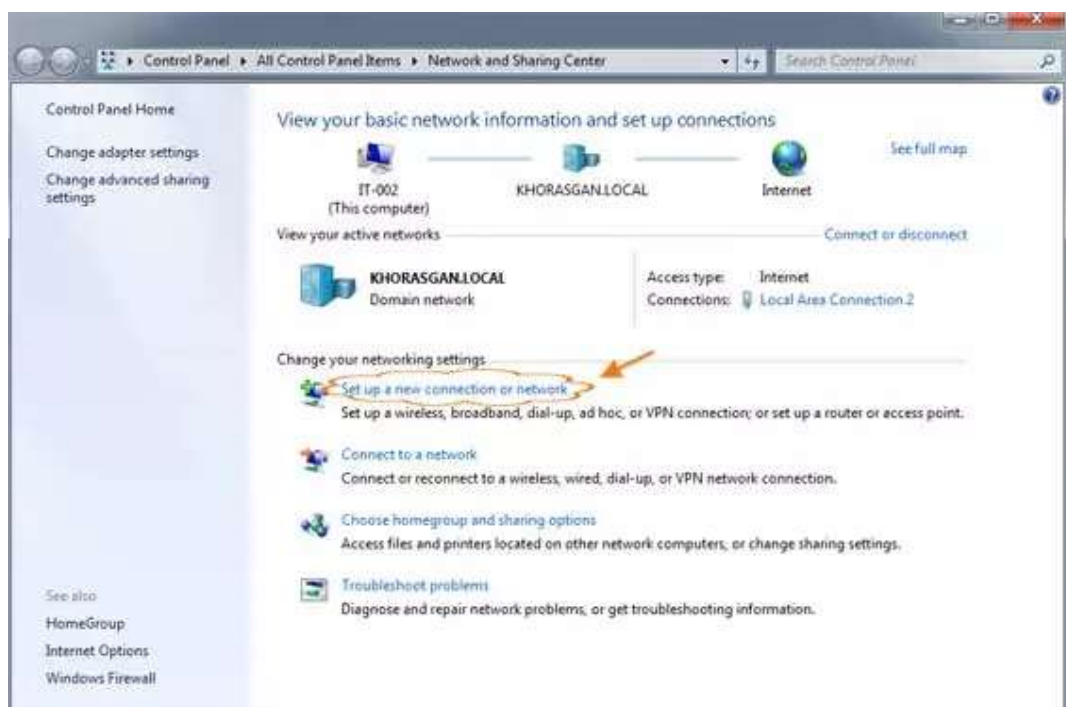 Control Panel ▸ All Control Panel Items ▸ Network and Sharing Center
Search Control Panel
Control Panel Home
Change adapter settings
Change advanced sharing
settings
View your basic network information and set up connections
See full map
IT-002
(This computer)
KHORASGAN.LOCAL
Internet
View your active networks
Connect or disconnect
KHORASGAN.LOCAL
Domain network
Access type: Internet
Connections: Local Area Connection 2
Change your networking settings
Set up a new connection or network
Set up a wireless, broadband, dial-up, ad hoc, or VPN connection; or set up a router or access point.
Connect to a network
Connect or reconnect to a wireless, wired, dial-up, or VPN network connection.
Choose homegroup and sharing options
Access files and printers located on other network computers, or change sharing settings.
Troubleshoot problems
Diagnose and repair network problems, or get troubleshooting information.
See also
HomeGroup
Internet Options
Windows Firewall